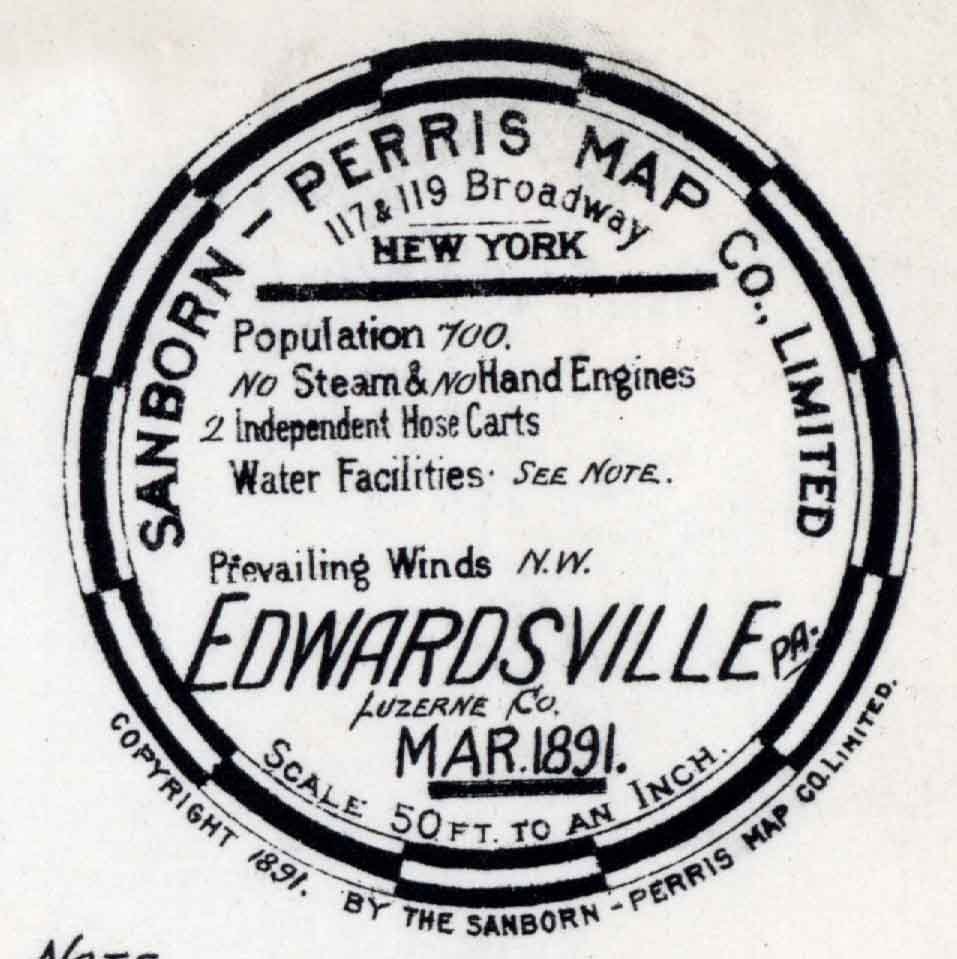 SANBORN - PERRIS MAP CO., LIMITED
117 & 119 Broadway
NEW YORK
Population 700.
NO Steam & NO Hand Engines
2 Independent Hose Carts
Water Facilities. SEE NOTE.
Prevailing Winds N.W.
EDWARDSVILLE PA.
LUZERNE CO.
MAR. 1891.
SCALE 50 FT. TO AN INCH.
COPYRIGHT 1891. BY THE SANBORN - PERRIS MAP CO. LIMITED.
NOTE